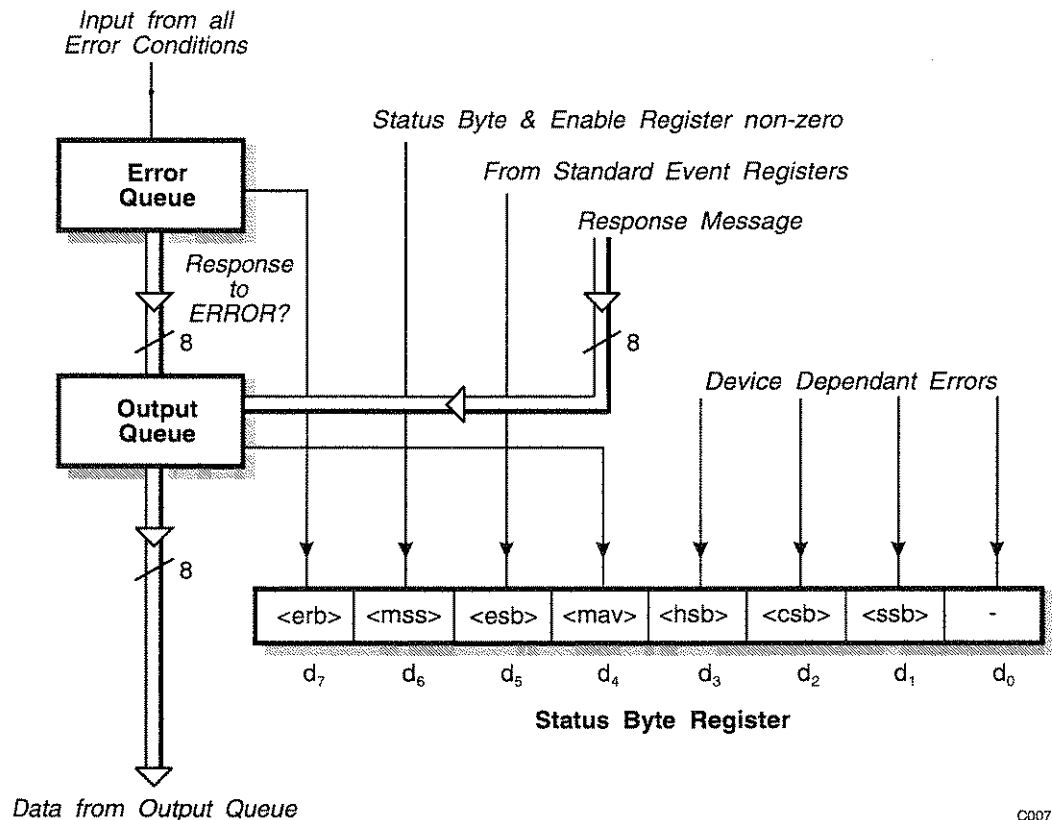 Input from all
Error Conditions
Status Byte & Enable Register non-zero
Error
Queue
From Standard Event Registers
Response Message
Response
to
ERROR?
8
8
Device Dependant Errors
Output
Queue
8
<erb> <mss> <esb> <mav> <hsb> <csb> <ssb> -
d₇ d₆ d₅ d₄ d₃ d₂ d₁ d₀
Status Byte Register
Data from Output Queue
C007